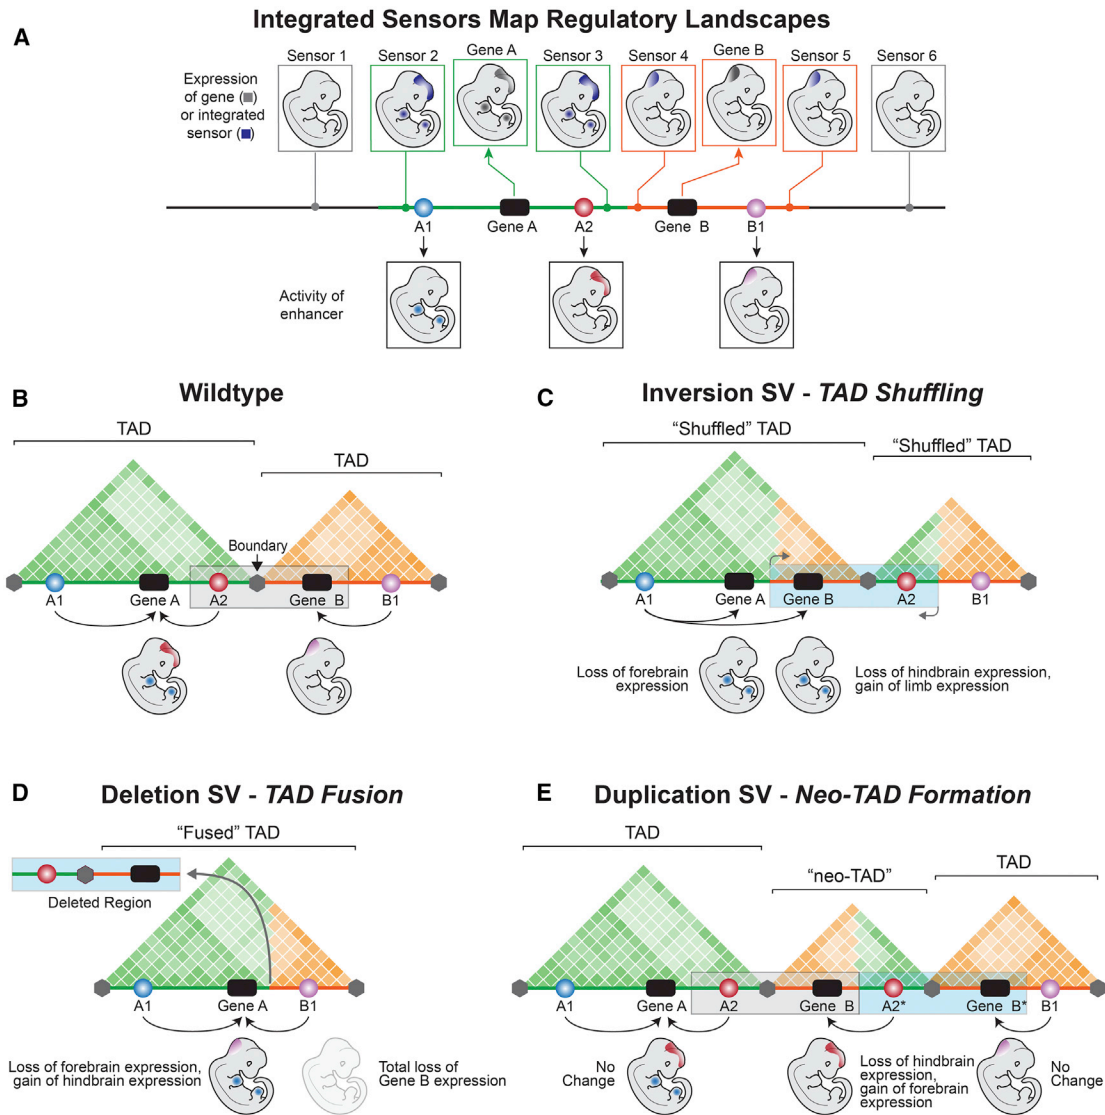 Integrated Sensors Map Regulatory Landscapes
A
Sensor 1
Sensor 2
Gene A
Sensor 3
Sensor 4
Gene B
Sensor 5
Sensor 6
Expression
of gene (■)
or integrated
sensor (■)
A1
Gene A
A2
Gene B
B1
Activity of
enhancer
B
Wildtype
TAD
TAD
Boundary
A1
Gene A
A2
Gene B
B1
C
Inversion SV - TAD Shuffling
“Shuffled” TAD
“Shuffled” TAD
A1
Gene A
Gene B
A2
B1
Loss of forebrain
expression
Loss of hindbrain expression,
gain of limb expression
D
Deletion SV - TAD Fusion
“Fused” TAD
Deleted Region
A1
Gene A
B1
Loss of forebrain expression,
gain of hindbrain expression
Total loss of
Gene B expression
E
Duplication SV - Neo-TAD Formation
TAD
“neo-TAD”
TAD
A1
Gene A
A2
Gene B
A2*
Gene B*
B1
No
Change
Loss of hindbrain
expression,
gain of forebrain
expression
No
Change